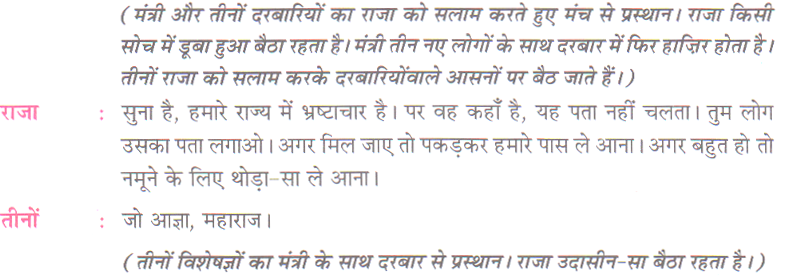 ( मंत्री और तीनों दरबारियों का राजा को सलाम करते हुए मंच से प्रस्थान। राजा किसी
सोच में डूबा हुआ बैठा रहता है। मंत्री तीन नए लोगों के साथ दरबार में फिर हाज़िर होता है।
तीनों राजा को सलाम करके दरबारियोंवाले आसनों पर बैठ जाते हैं।)
राजा : सुना है, हमारे राज्य में भ्रष्टाचार है। पर वह कहाँ है, यह पता नहीं चलता। तुम लोग
उसका पता लगाओ। अगर मिल जाए तो पकड़कर हमारे पास ले आना। अगर बहुत हो तो
नमूने के लिए थोड़ा-सा ले आना।
तीनों : जो आज्ञा, महाराज।
( तीनों विशेषज्ञों का मंत्री के साथ दरबार से प्रस्थान। राजा उदासीन-सा बैठा रहता है।)